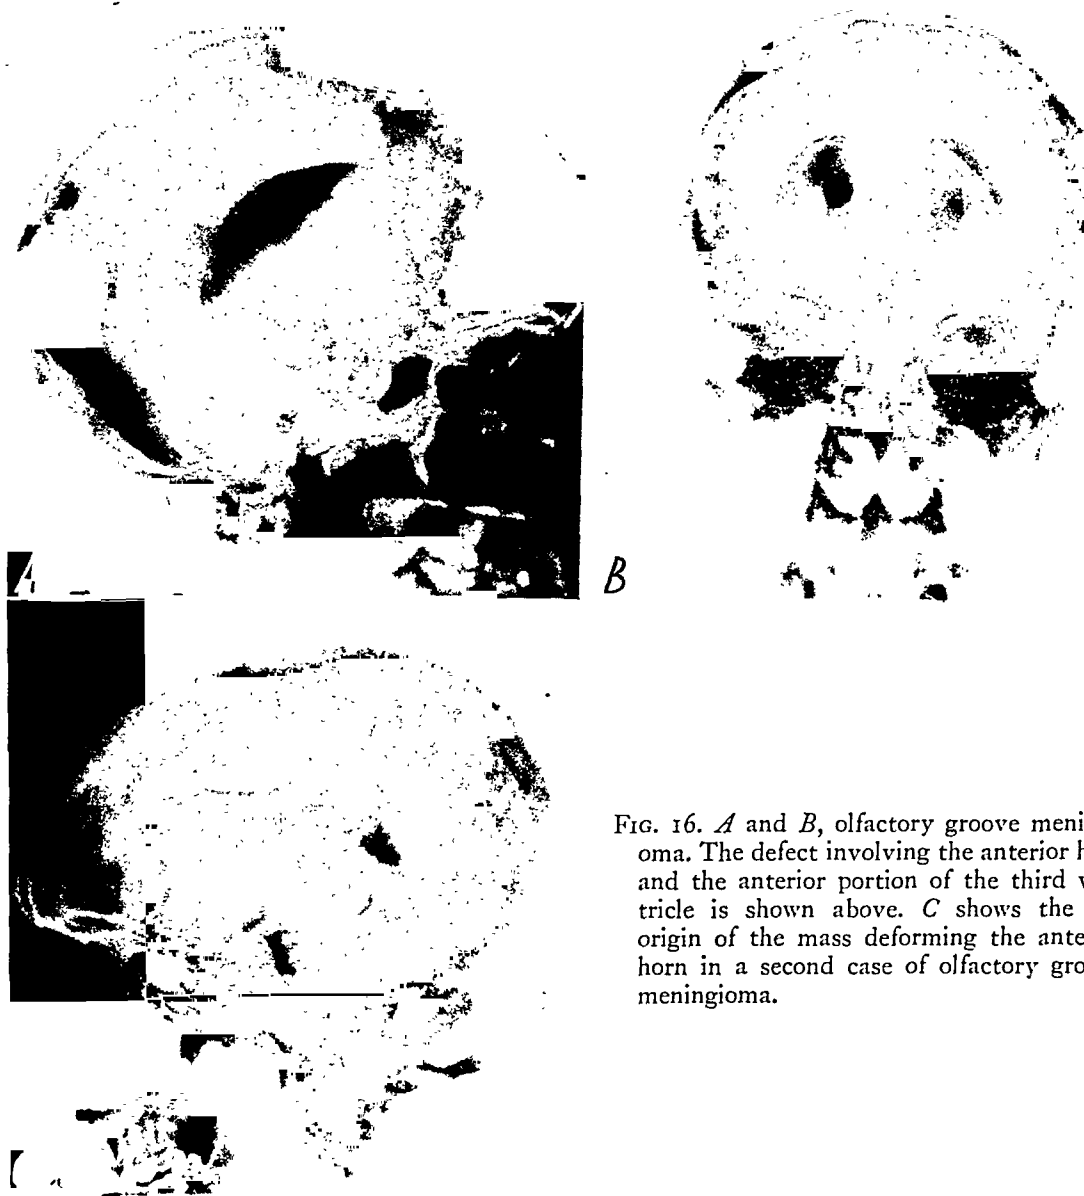 A
B
C
FIG. 16. A and B, olfactory groove meni
oma. The defect involving the anterior h
and the anterior portion of the third v
tricle is shown above. C shows the
origin of the mass deforming the ante
horn in a second case of olfactory gro
meningioma.